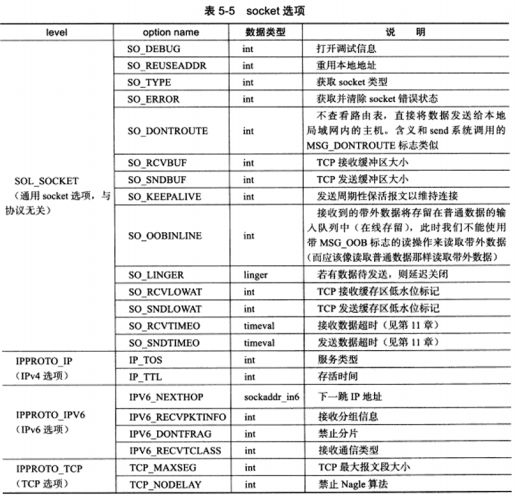 表 5-5 socket 选项
level option name 数据类型 说 明
SOL_SOCKET
（通用 socket 选项，与
协议无关）
SO_DEBUG int 打开调试信息
SO_REUSEADDR int 重用本地地址
SO_TYPE int 获取 socket 类型
SO_ERROR int 获取并清除 socket 错误状态
SO_DONTROUTE int 不查看路由表，直接将数据发送给本地
局域网内的主机。含义和 send 系统调用的
MSG_DONTROUTE 标志类似
SO_RCVBUF int TCP 接收缓冲区大小
SO_SNDBUF int TCP 发送缓冲区大小
SO_KEEPALIVE int 发送周期性保活报文以维持连接
SO_OOBINLINE int 接收到的带外数据将存留在普通数据的输
入队列中（在线存留），此时我们不能使用
带 MSG_OOB 标志的读操作来读取带外数据
（而应该像读取普通数据那样读取带外数据）
SO_LINGER linger 若有数据待发送，则延迟关闭
SO_RCVLOWAT int TCP 接收缓存区低水位标记
SO_SNDLOWAT int TCP 发送缓存区低水位标记
SO_RCVTIMEO timeval 接收数据超时（见第 11 章）
SO_SNDTIMEO timeval 发送数据超时（见第 11 章）
IPPROTO_IP
（IPv4 选项）
IP_TOS int 服务类型
IP_TTL int 存活时间
IPPROTO_IPV6
（IPv6 选项）
IPV6_NEXTHOP sockaddr_in6 下一跳 IP 地址
IPV6_RECVPKTINFO int 接收分组信息
IPV6_DONTFRAG int 禁止分片
IPV6_RECVTCLASS int 接收通信类型
IPPROTO_TCP
（TCP 选项）
TCP_MAXSEG int TCP 最大报文段大小
TCP_NODELAY int 禁止 Nagle 算法